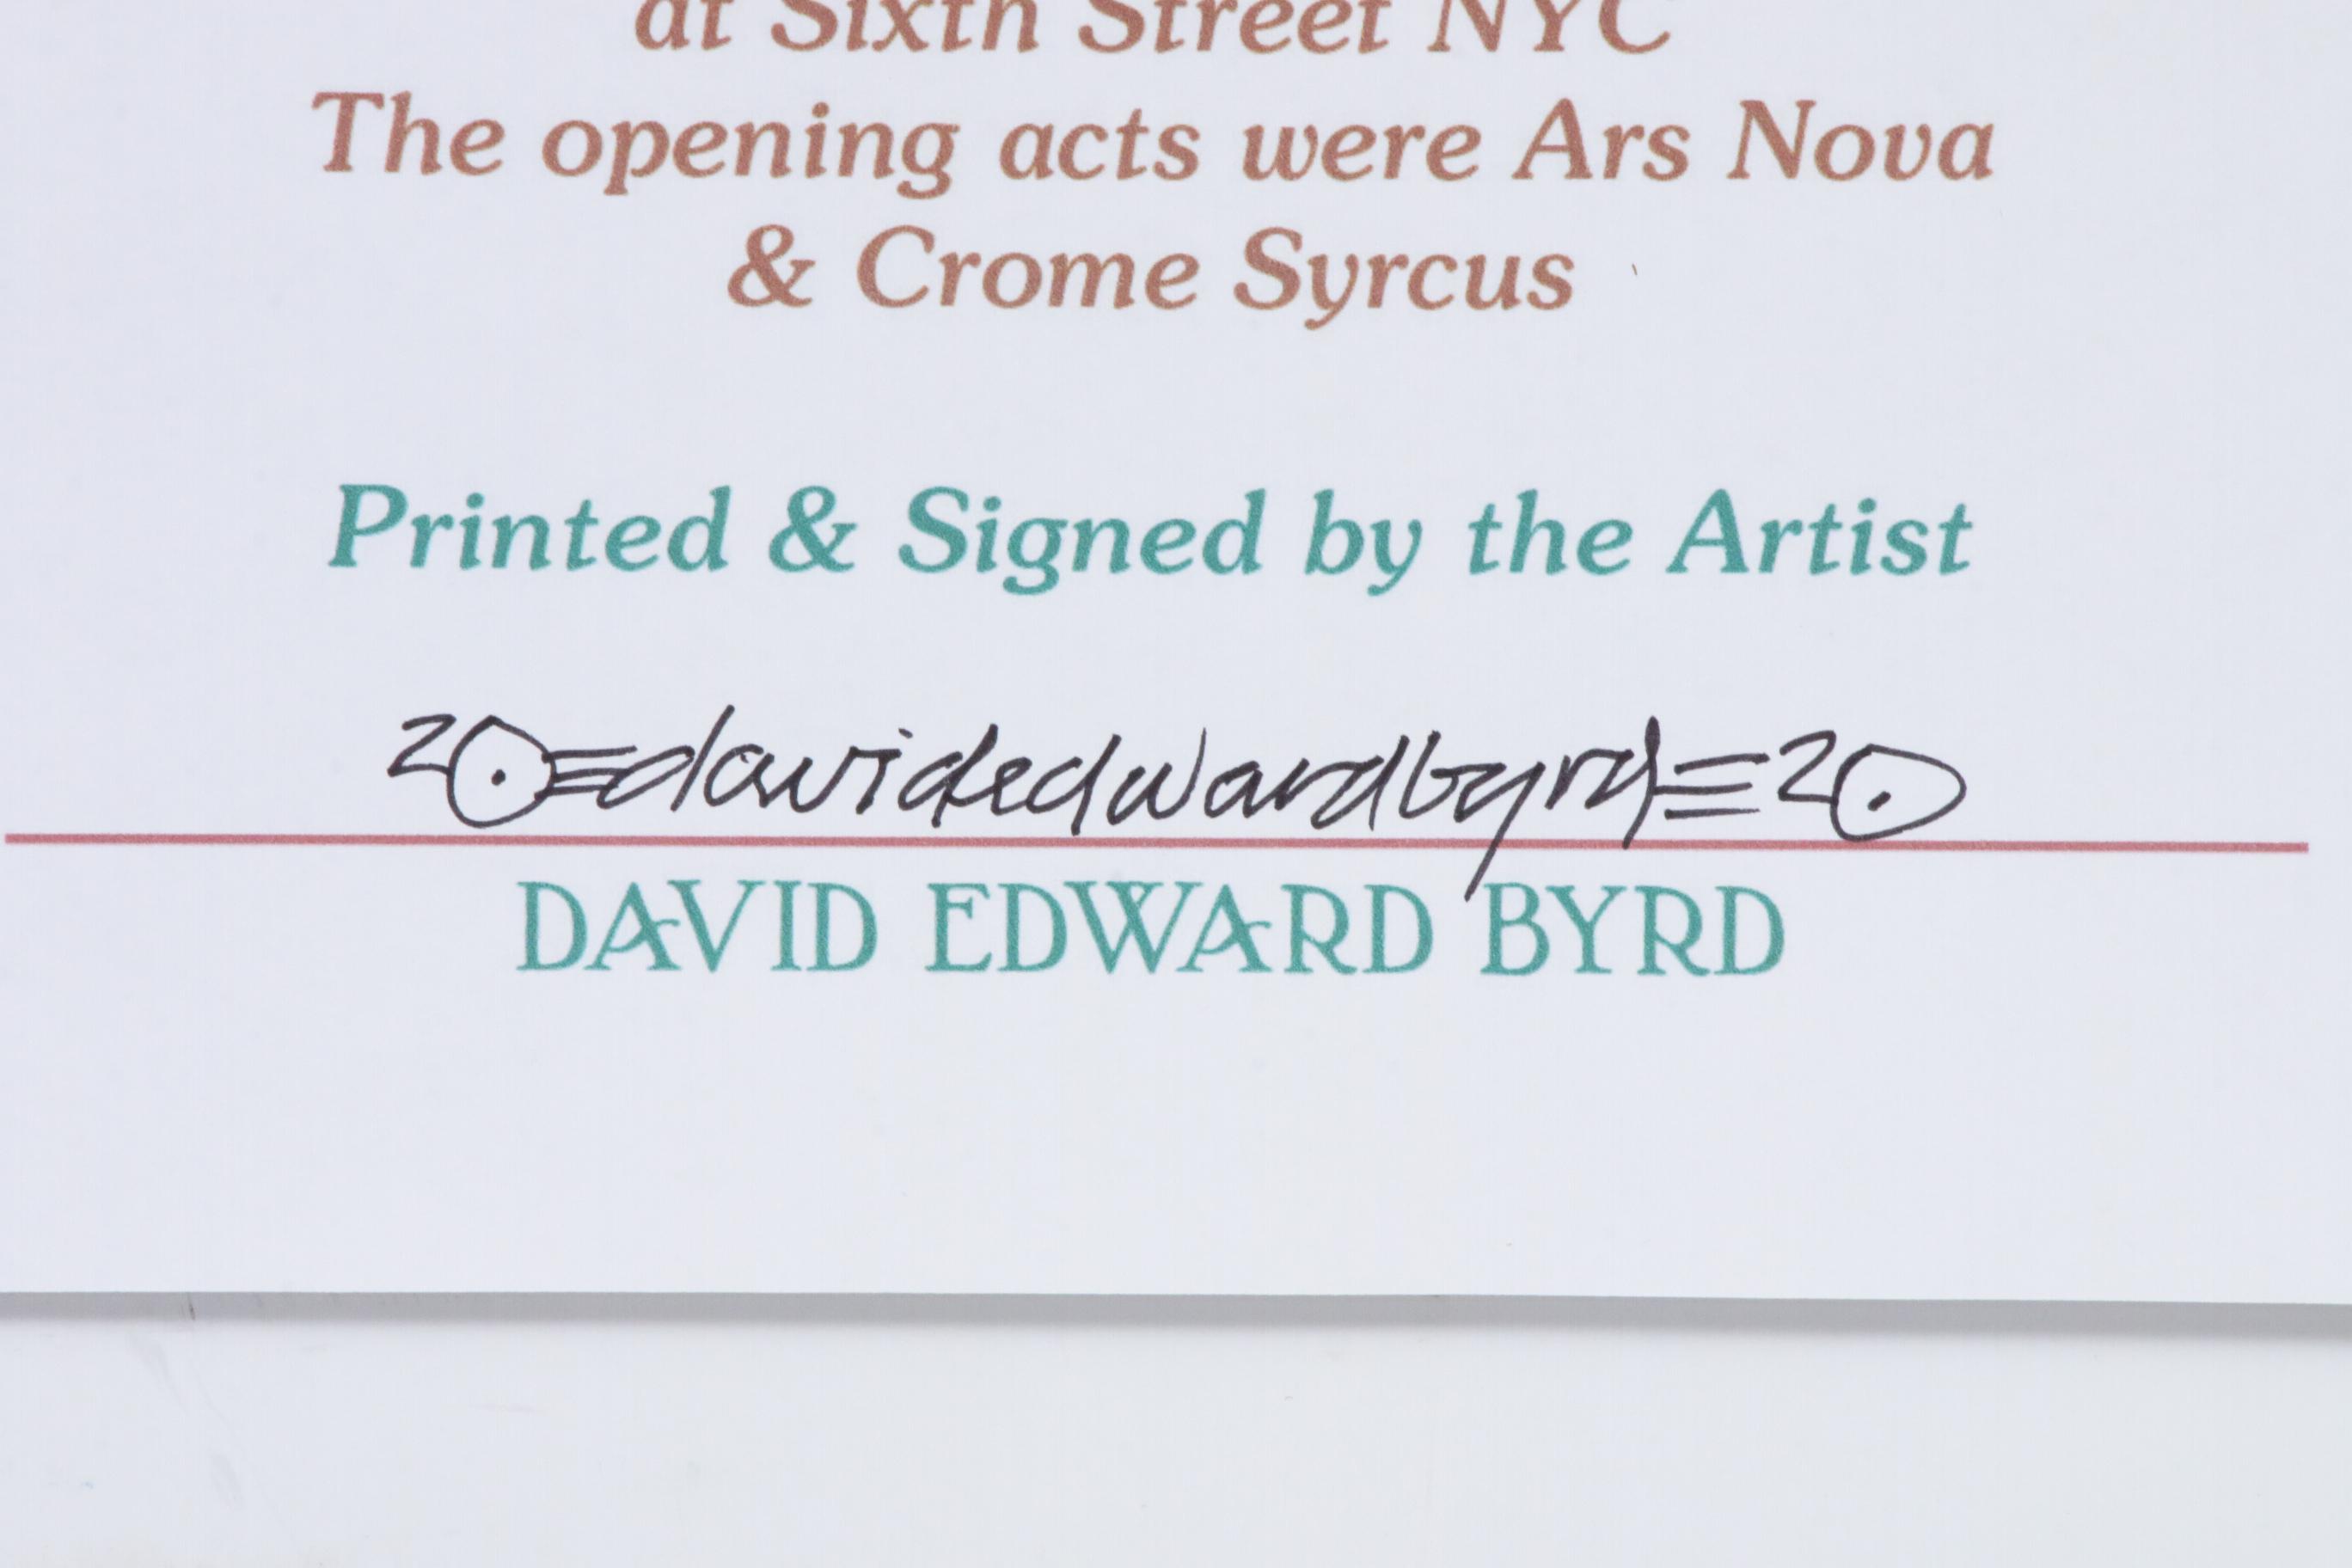 at Sixth Street NYC
The opening acts were Ars Nova
& Crome Syrcus
Printed & Signed by the Artist
20≡davidedwardbyrd≡20
DAVID EDWARD BYRD